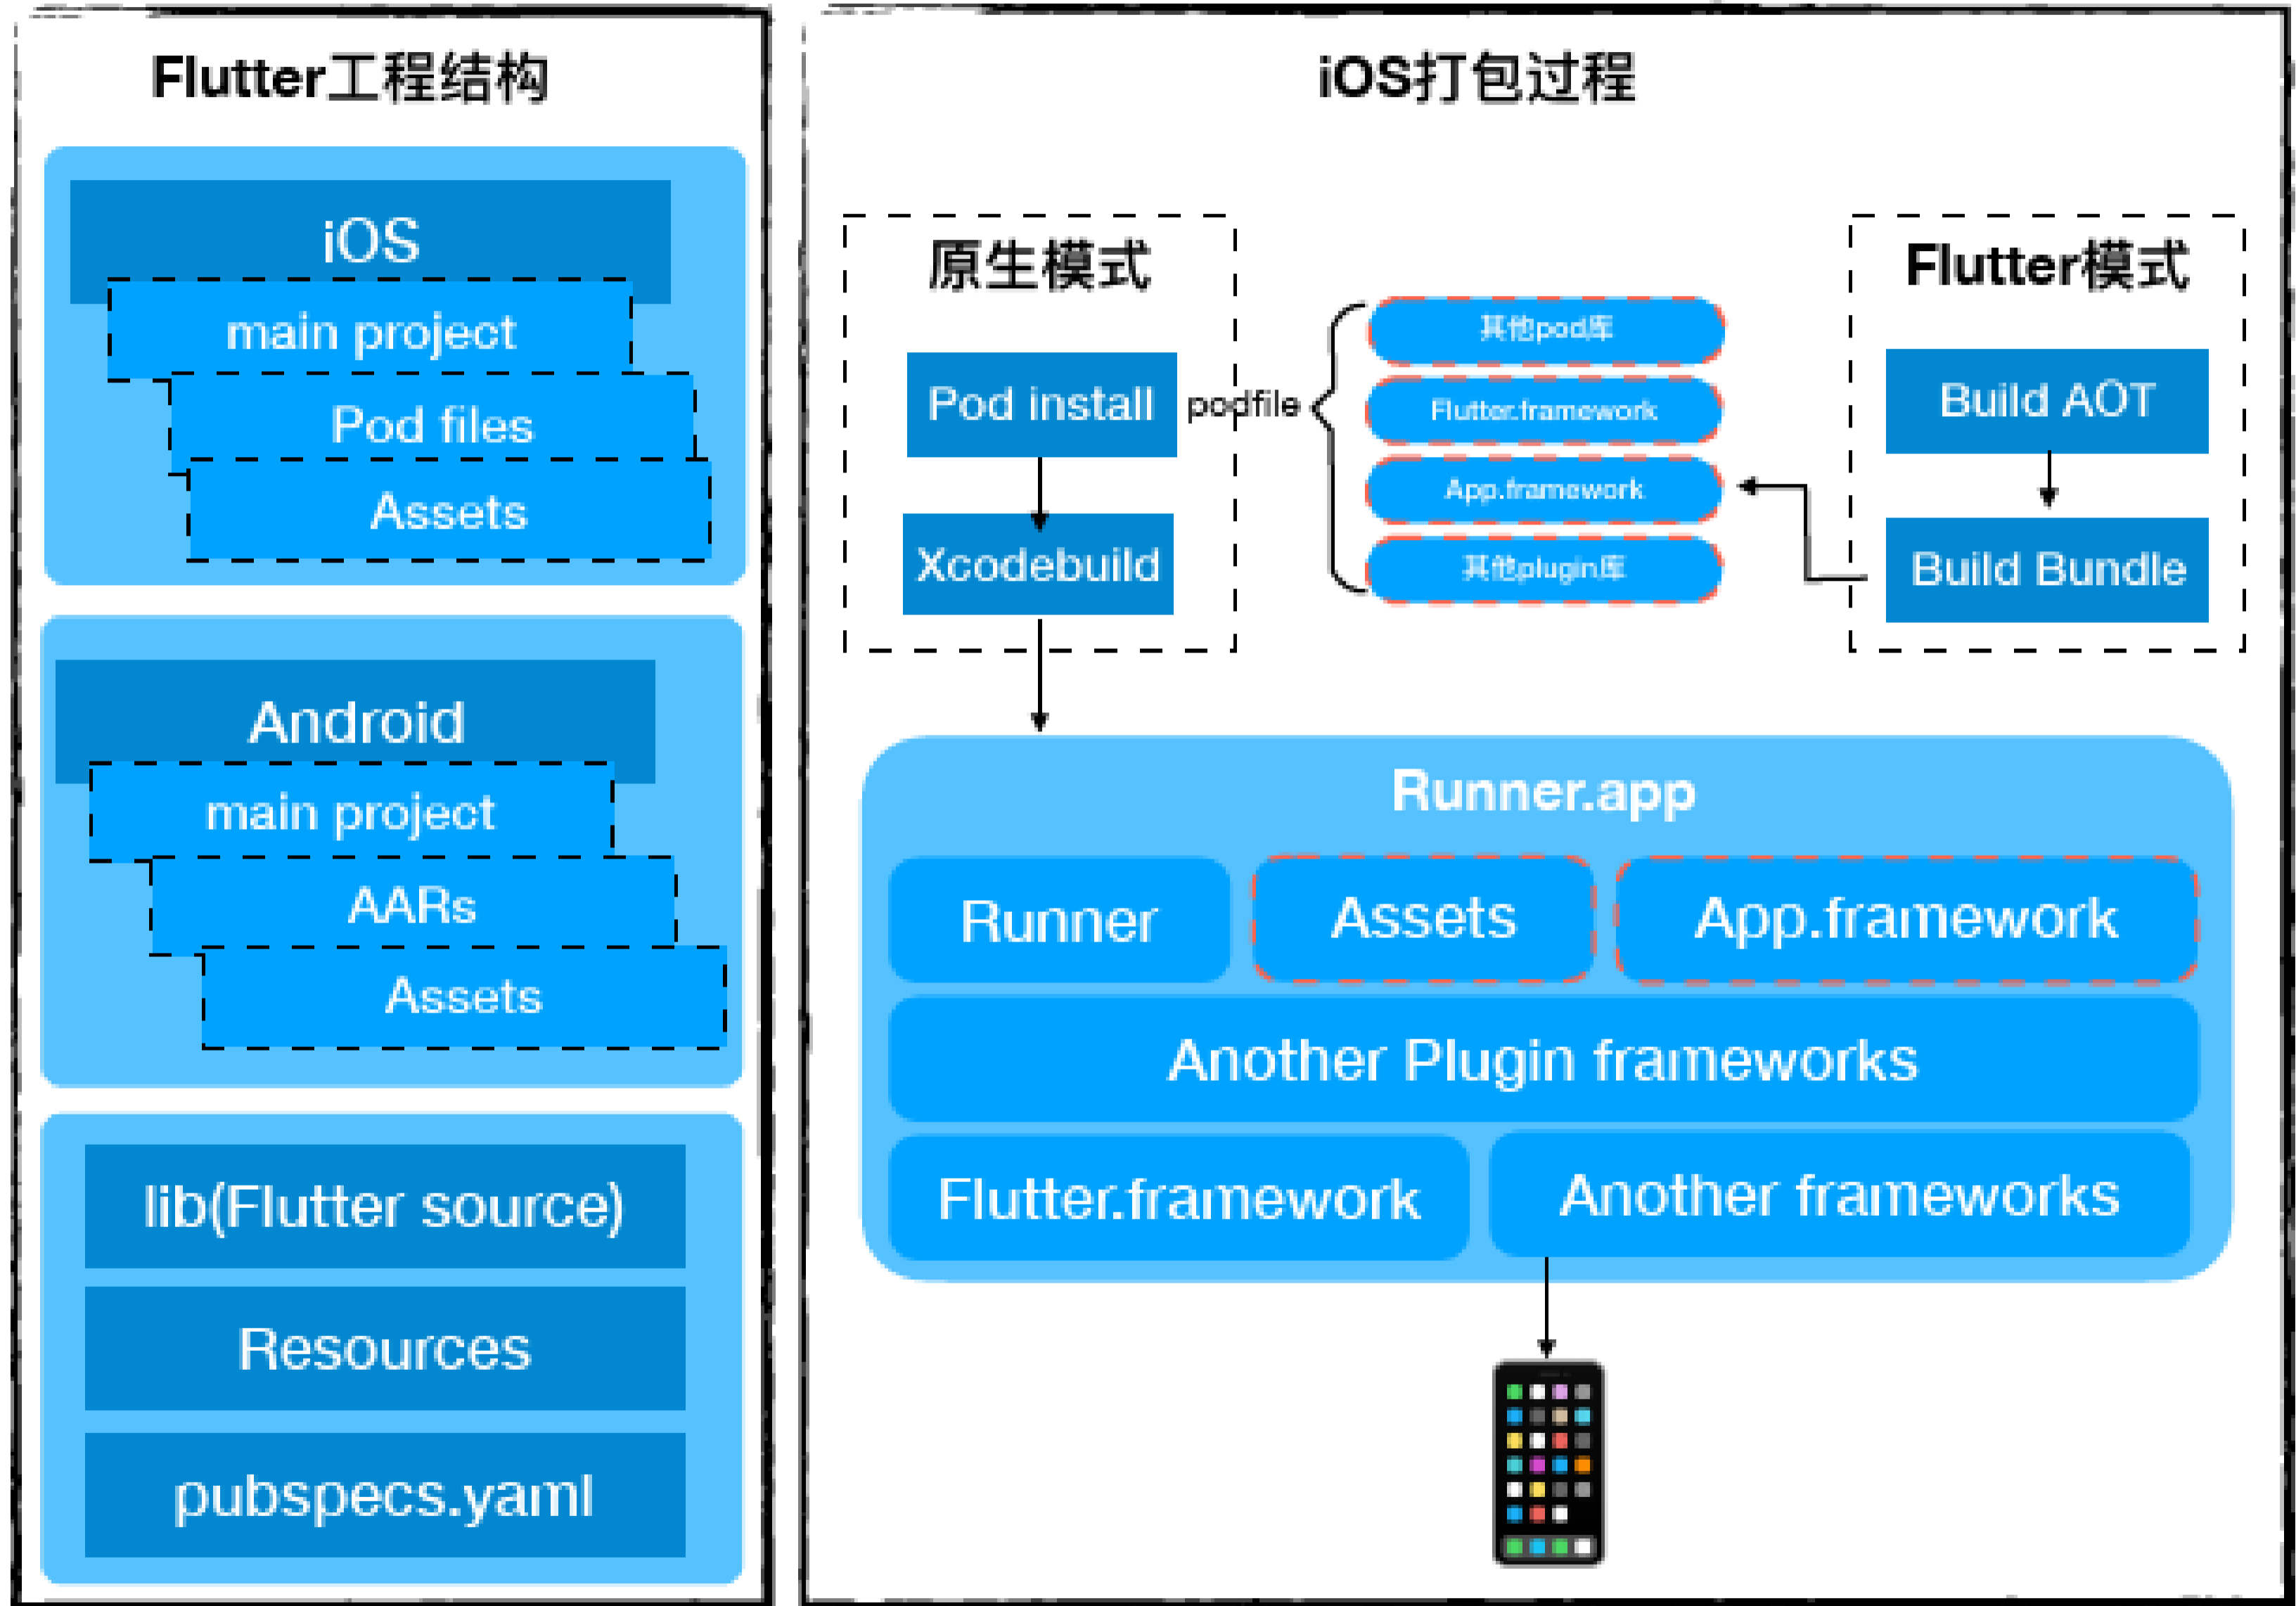 Flutter工程结构
iOS
main project
Pod files
Assets
Android
main project
AARs
Assets
lib(Flutter source)
Resources
pubspecs.yaml
iOS打包过程
原生模式
Pod install
Xcodebuild
podfile
其他pod库
Flutter.framework
App.framework
其他plugin库
Flutter模式
Build AOT
Build Bundle
Runner.app
Runner
Assets
App.framework
Another Plugin frameworks
Flutter.framework
Another frameworks